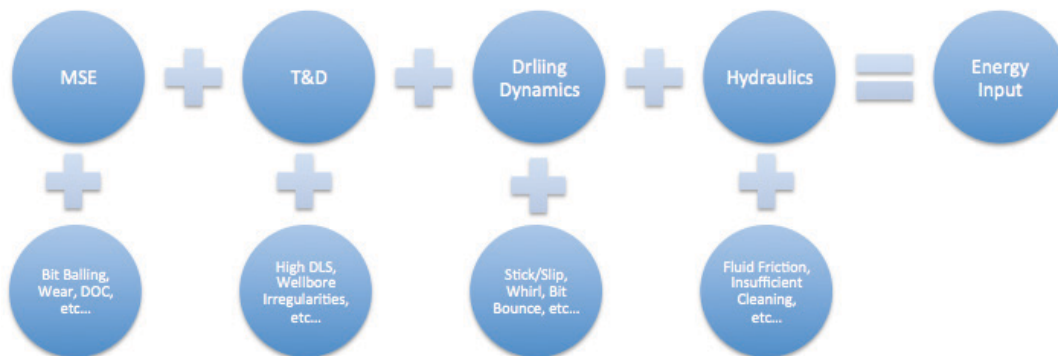 MSE
T&D
Drliing
Dynamics
Hydraulics
Energy
Input
Bit Balling,
Wear, DOC,
etc...
High DLS,
Wellbore
Irregularities,
etc...
Stick/Slip,
Whirl, Bit
Bounce, etc...
Fluid Friction,
Insufficient
Cleaning,
etc...